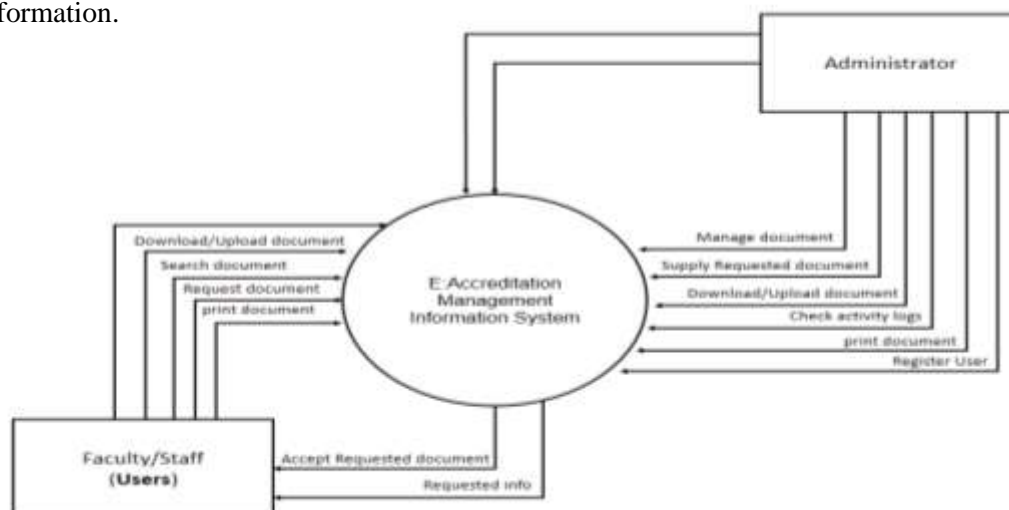 formation.
Administrator
Download/Upload document
Search document
Request document
print document
E:Accreditation
Management
Information System
Manage document
Supply Requested document
Download/Upload document
Check activity logs
print document
Register User
Faculty/Staff
(Users)
Accept Requested document
Requested info